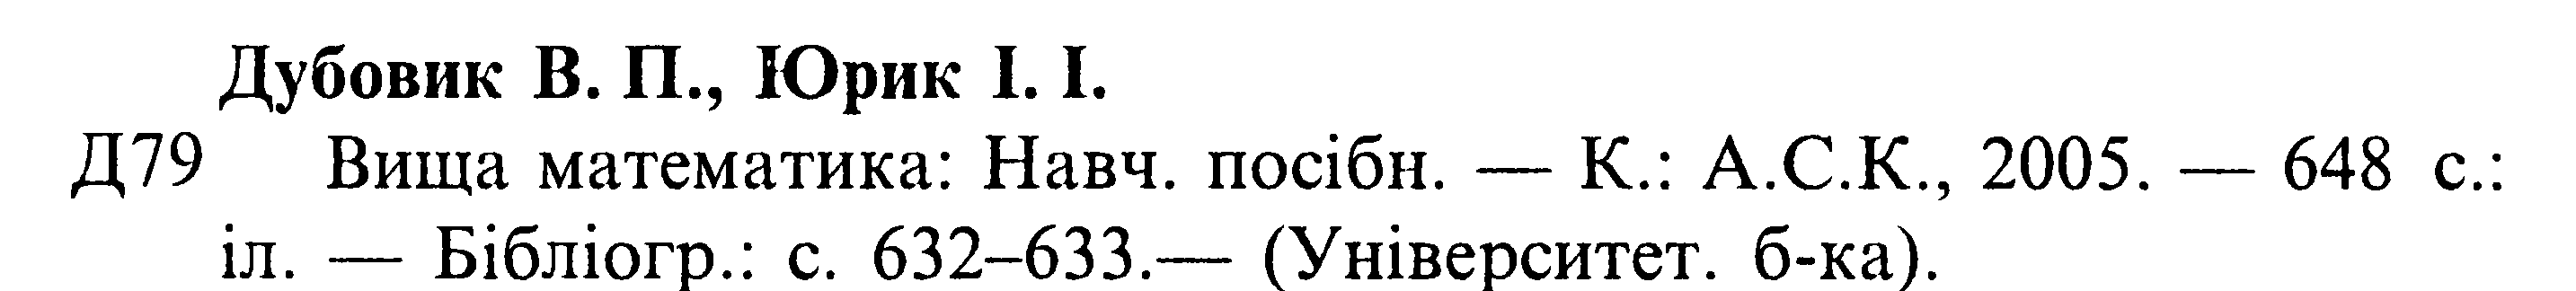 Дубовик В. П., Юрик І. І.
Д79 Вища математика: Навч. посібн. — К.: А.С.К., 2005. — 648 с.:
іл. — Бібліогр.: с. 632–633.— (Університет. б-ка).